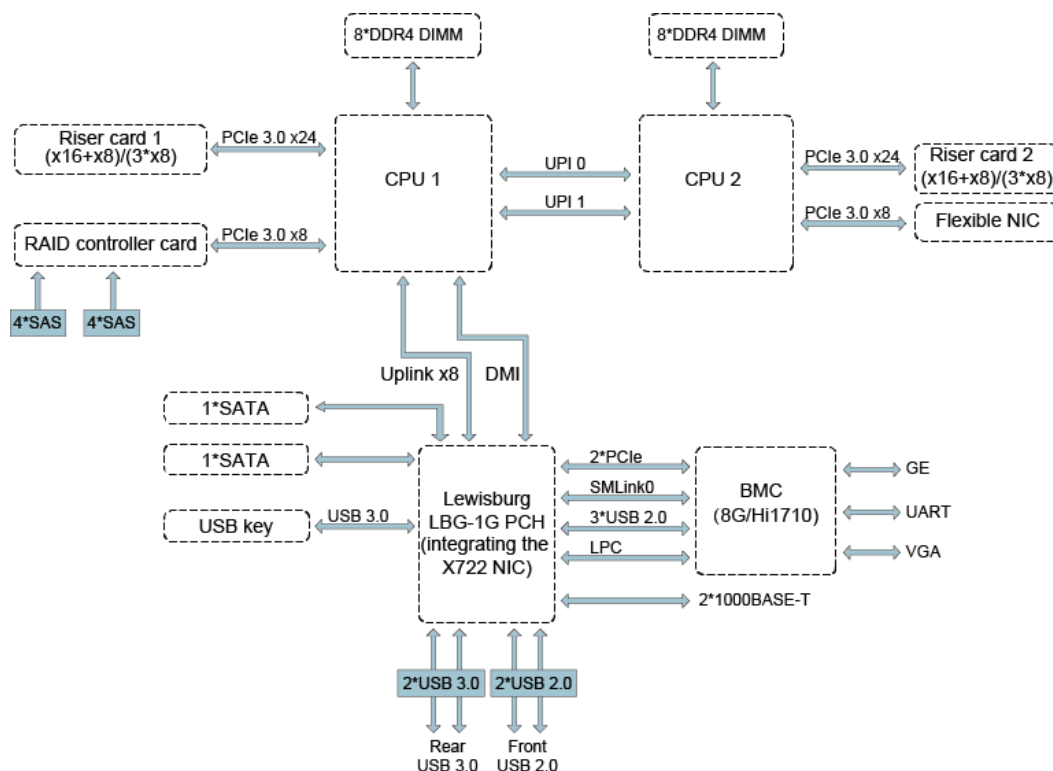 8*DDR4 DIMM
8*DDR4 DIMM
Riser card 1
(x16+x8)/(3*x8)
PCIe 3.0 x24
CPU 1
UPI 0
UPI 1
CPU 2
PCIe 3.0 x24
Riser card 2
(x16+x8)/(3*x8)
RAID controller card
PCIe 3.0 x8
PCIe 3.0 x8
Flexible NIC
4*SAS
4*SAS
Uplink x8
DMI
1*SATA
1*SATA
USB key
USB 3.0
Lewisburg
LBG-1G PCH
(integrating the
X722 NIC)
2*PCIe
SMLink0
3*USB 2.0
LPC
BMC
(8G/Hi1710)
GE
UART
VGA
2*1000BASE-T
2*USB 3.0
2*USB 2.0
Rear
USB 3.0
Front
USB 2.0